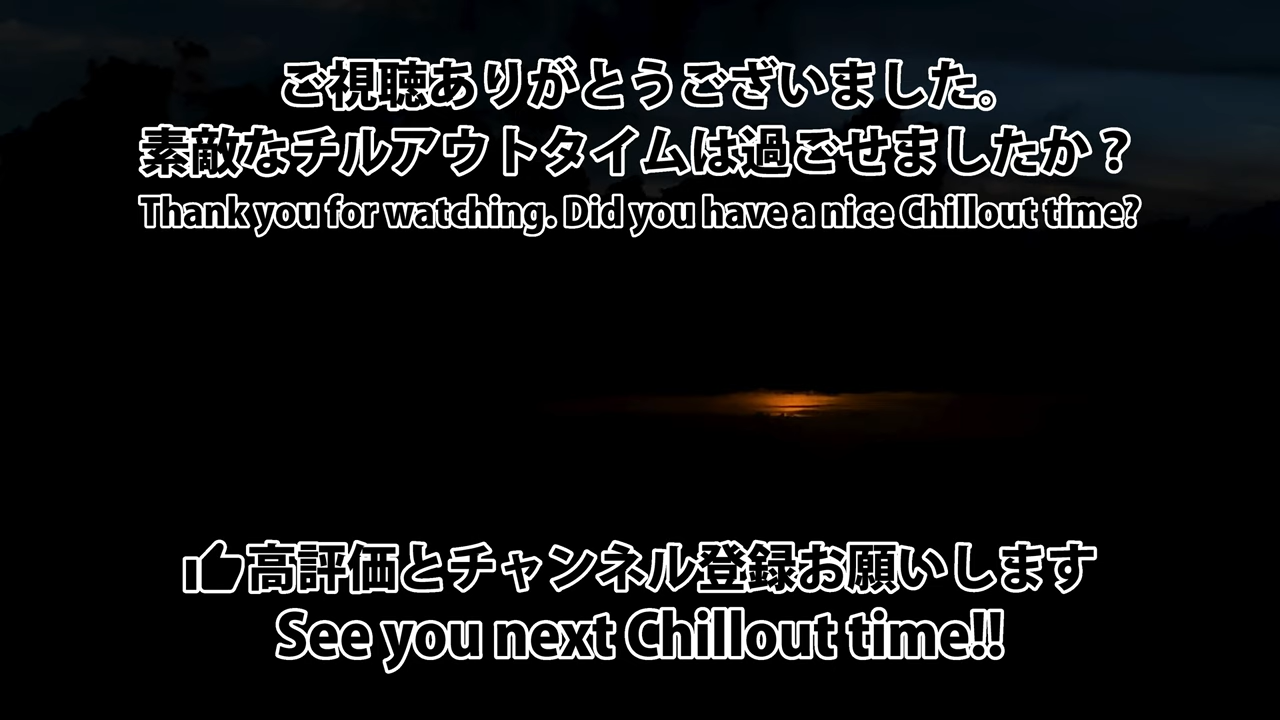 ご視聴ありがとうございました。
素敵なチルアウトタイムは過ごせましたか？
Thank you for watching. Did you have a nice Chillout time?
高評価とチャンネル登録お願いします
See you next Chillout time!!